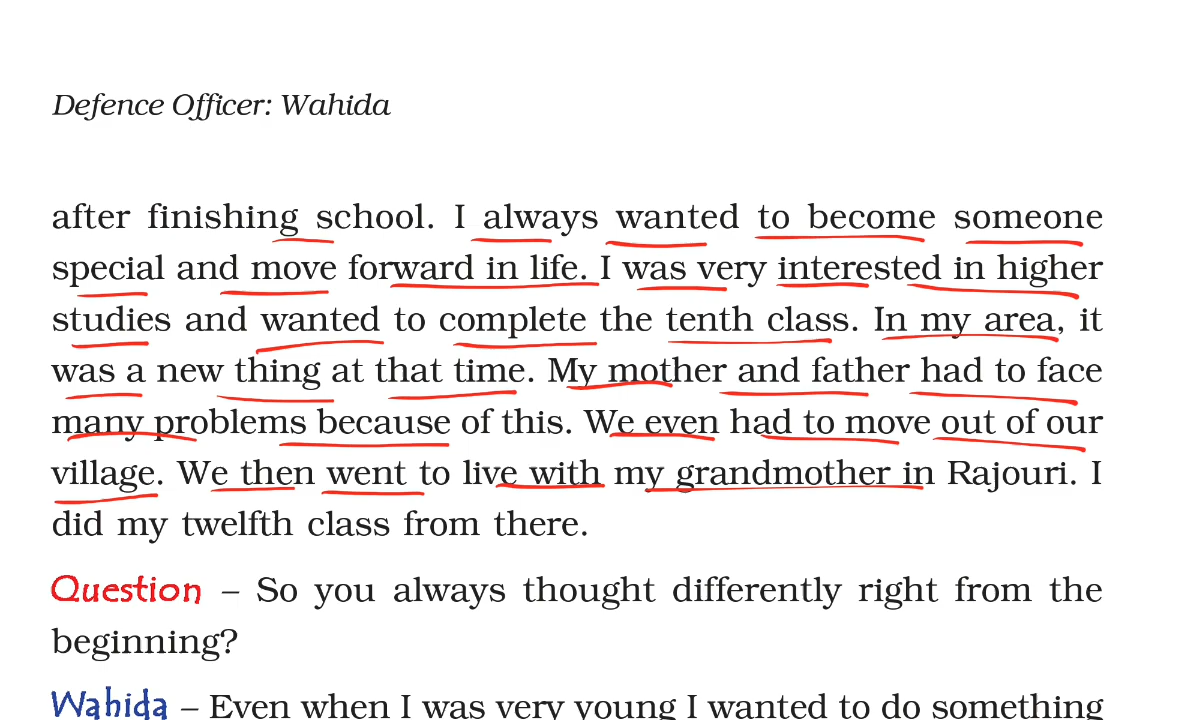 Defence Officer: Wahida
after finishing school. I always wanted to become someone
special and move forward in life. I was very interested in higher
studies and wanted to complete the tenth class. In my area, it
was a new thing at that time. My mother and father had to face
many problems because of this. We even had to move out of our
village. We then went to live with my grandmother in Rajouri. I
did my twelfth class from there.
Question – So you always thought differently right from the
beginning?
Wahida – Even when I was very young I wanted to do something